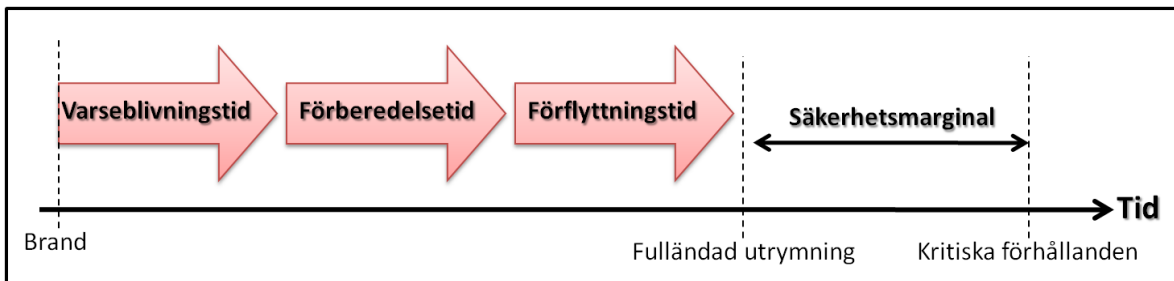 Varseblivningstid
Förberedelsetid
Förflyttningstid
Säkerhetsmarginal
Tid
Brand
Fulländad utrymning
Kritiska förhållanden